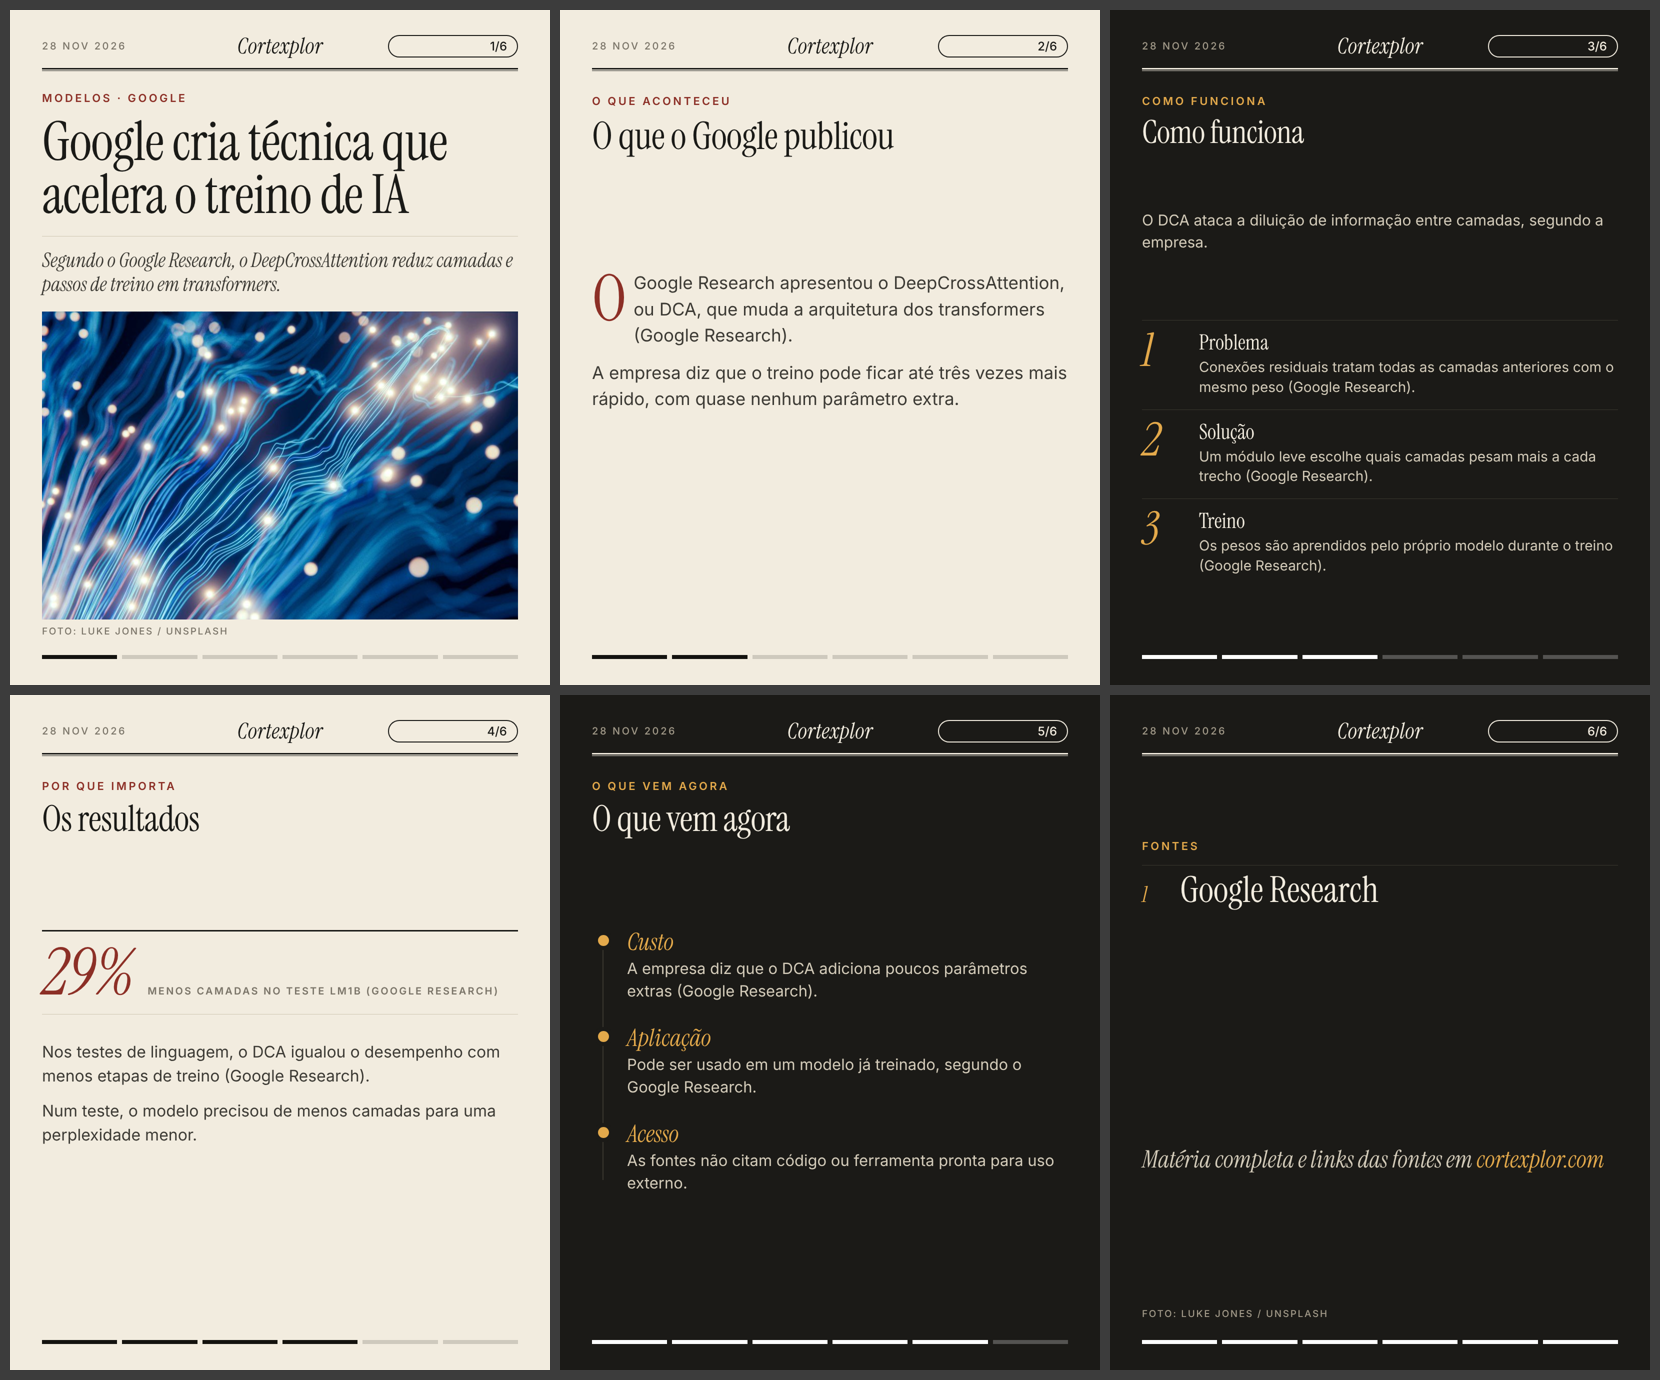 28 NOV 2026
Cortexplor
1/6
MODELOS · GOOGLE
Google cria técnica que
acelera o treino de IA
Segundo o Google Research, o DeepCrossAttention reduz camadas e
passos de treino em transformers.
FOTO: LUKE JONES / UNSPLASH
28 NOV 2026
Cortexplor
2/6
O QUE ACONTECEU
O que o Google publicou
O Google Research apresentou o DeepCrossAttention,
ou DCA, que muda a arquitetura dos transformers
(Google Research).
A empresa diz que o treino pode ficar até três vezes mais
rápido, com quase nenhum parâmetro extra.
28 NOV 2026
Cortexplor
3/6
COMO FUNCIONA
Como funciona
O DCA ataca a diluição de informação entre camadas, segundo a
empresa.
1
Problema
Conexões residuais tratam todas as camadas anteriores com o
mesmo peso (Google Research).
2
Solução
Um módulo leve escolhe quais camadas pesam mais a cada
trecho (Google Research).
3
Treino
Os pesos são aprendidos pelo próprio modelo durante o treino
(Google Research).
28 NOV 2026
Cortexplor
4/6
POR QUE IMPORTA
Os resultados
29% MENOS CAMADAS NO TESTE LM1B (GOOGLE RESEARCH)
Nos testes de linguagem, o DCA igualou o desempenho com
menos etapas de treino (Google Research).
Num teste, o modelo precisou de menos camadas para uma
perplexidade menor.
28 NOV 2026
Cortexplor
5/6
O QUE VEM AGORA
O que vem agora
Custo
A empresa diz que o DCA adiciona poucos parâmetros
extras (Google Research).
Aplicação
Pode ser usado em um modelo já treinado, segundo o
Google Research.
Acesso
As fontes não citam código ou ferramenta pronta para uso
externo.
28 NOV 2026
Cortexplor
6/6
FONTES
1 Google Research
Matéria completa e links das fontes em cortexplor.com
FOTO: LUKE JONES / UNSPLASH